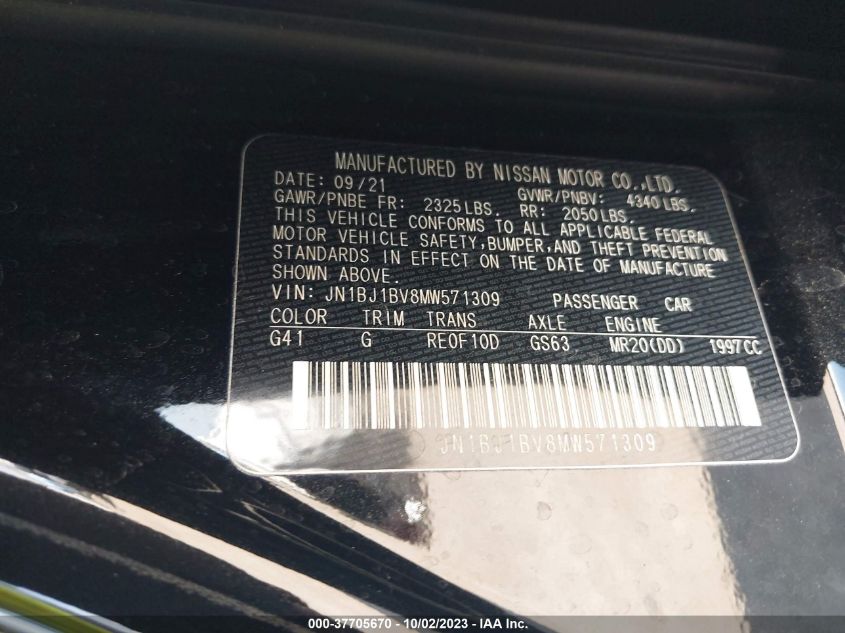 MANUFACTURED BY NISSAN MOTOR CO.,LTD.
DATE: 09/21 GVWR/PNBV: 4340LBS.
GAWR/PNBE FR: 2325LBS. RR: 2050LBS.
THIS VEHICLE CONFORMS TO ALL APPLICABLE FEDERAL
MOTOR VEHICLE SAFETY,BUMPER,AND THEFT PREVENTION
STANDARDS IN EFFECT ON THE DATE OF MANUFACTURE
SHOWN ABOVE.
VIN: JN1BJ1BV8MW571309 PASSENGER CAR
COLOR TRIM TRANS AXLE ENGINE
G41 G RE0F10D GS63 MR20(DD) 1997CC
JN1BJ1BV8MW571309
000-37705670 - 10/02/2023 - IAA Inc.